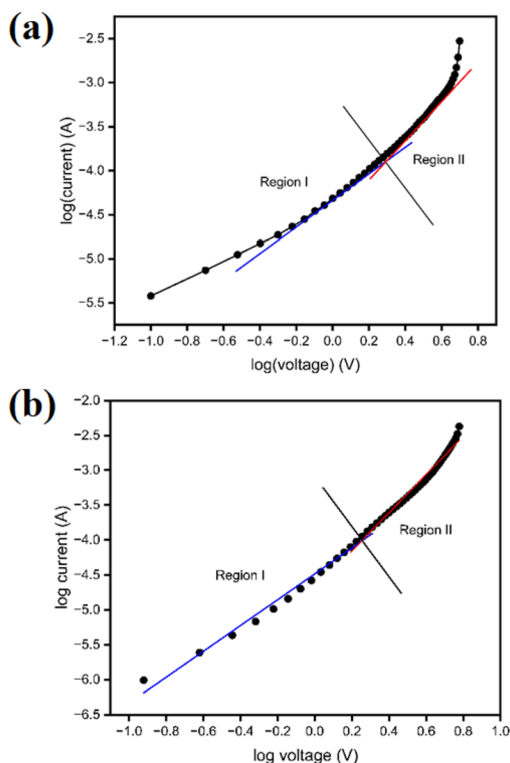 (a)
−2.5
−3.0
−3.5
−4.0
−4.5
−5.0
−5.5
log(current) (A)
Region I
Region II
−1.2 −1.0 −0.8 −0.6 −0.4 −0.2 0.0 0.2 0.4 0.6 0.8
log(voltage) (V)
(b)
−2.0
−2.5
−3.0
−3.5
−4.0
−4.5
−5.0
−5.5
−6.0
−6.5
log current (A)
Region II
Region I
−1.0 −0.8 −0.6 −0.4 −0.2 0.0 0.2 0.4 0.6 0.8 1.0
log voltage (V)